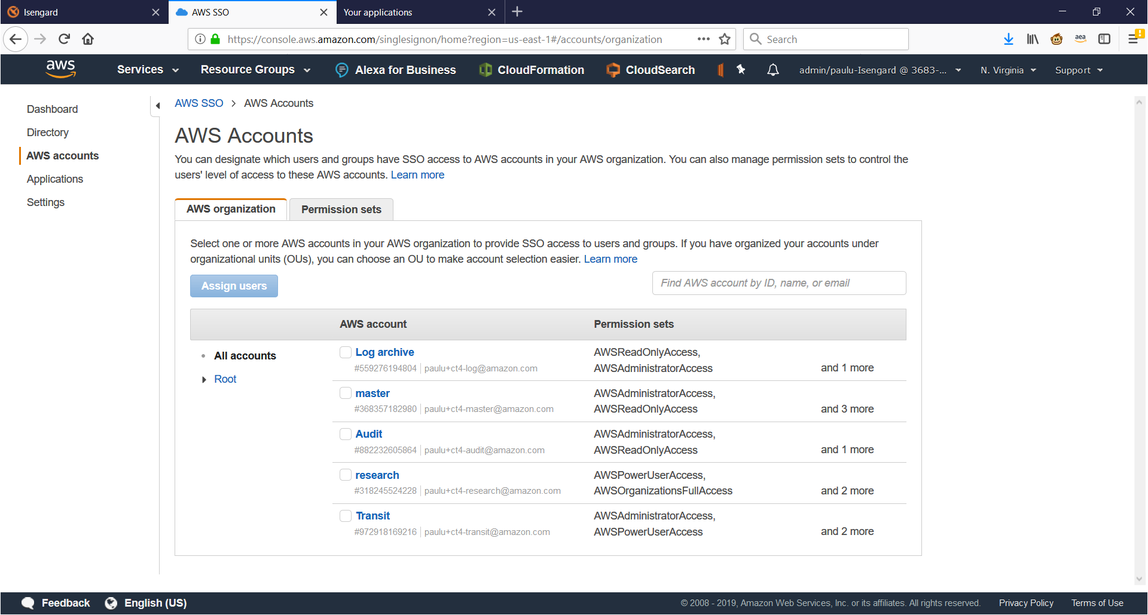 Isengard
AWS SSO
Your applications
https://console.aws.amazon.com/singlesignon/home?region=us-east-1#/accounts/organization
Search
aea
aws
Services
Resource Groups
Alexa for Business
CloudFormation
CloudSearch
admin/paulu-Isengard @ 3683-...
N. Virginia
Support
Dashboard
Directory
AWS accounts
Applications
Settings
AWS SSO > AWS Accounts
AWS Accounts
You can designate which users and groups have SSO access to AWS accounts in your AWS organization. You can also manage permission sets to control the
users' level of access to these AWS accounts. Learn more
AWS organization
Permission sets
Select one or more AWS accounts in your AWS organization to provide SSO access to users and groups. If you have organized your accounts under
organizational units (OUs), you can choose an OU to make account selection easier. Learn more
Assign users
Find AWS account by ID, name, or email
AWS account
Permission sets
All accounts
Root
Log archive
#559276194804 | paulu+ct4-log@amazon.com
AWSReadOnlyAccess,
AWSAdministratorAccess
and 1 more
master
#368357182980 | paulu+ct4-master@amazon.com
AWSAdministratorAccess,
AWSReadOnlyAccess
and 3 more
Audit
#882232605864 | paulu+ct4-audit@amazon.com
AWSAdministratorAccess,
AWSReadOnlyAccess
and 1 more
research
#318245524228 | paulu+ct4-research@amazon.com
AWSPowerUserAccess,
AWSOrganizationsFullAccess
and 2 more
Transit
#972918169216 | paulu+ct4-transit@amazon.com
AWSAdministratorAccess,
AWSPowerUserAccess
and 2 more
Feedback
English (US)
© 2008 - 2019, Amazon Web Services, Inc. or its affiliates. All rights reserved.
Privacy Policy
Terms of Use